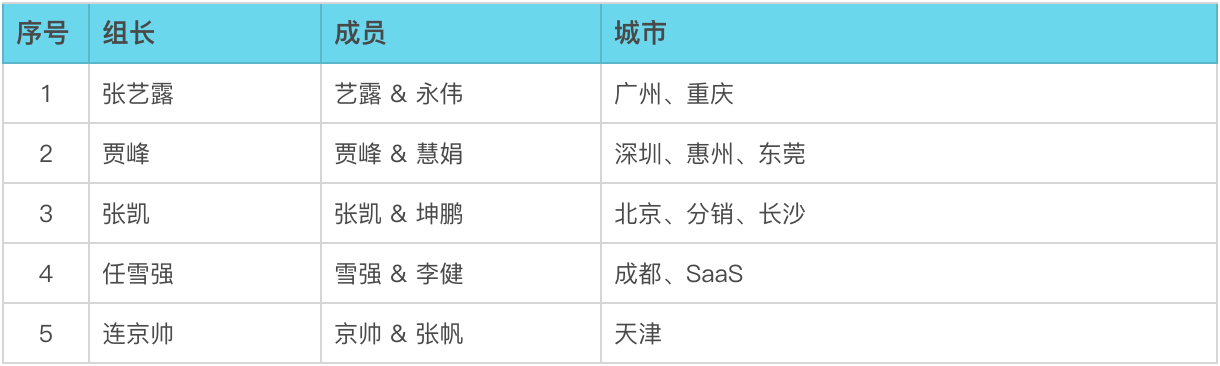 序号 组长 成员 城市
1 张艺露 艺露 & 永伟 广州、重庆
2 贾峰 贾峰 & 慧娟 深圳、惠州、东莞
3 张凯 张凯 & 坤鹏 北京、分销、长沙
4 任雪强 雪强 & 李健 成都、SaaS
5 连京帅 京帅 & 张帆 天津